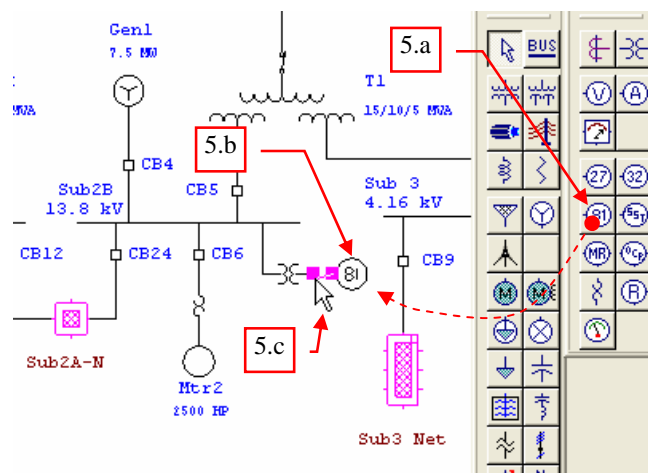 Gen1
7.5 MW
5.a
BUS
T1
MVA
15/10/5 MVA
V
A
5.b
CB4
27
32
Sub2B
CB5
Sub 3
13.8 kV
4.16 kV
81
SST
CB12
CB24
CB6
81
CB9
MR
OCR
M
M
R
5.c
Sub2A-N
Mtr2
2500 HP
Sub3 Net